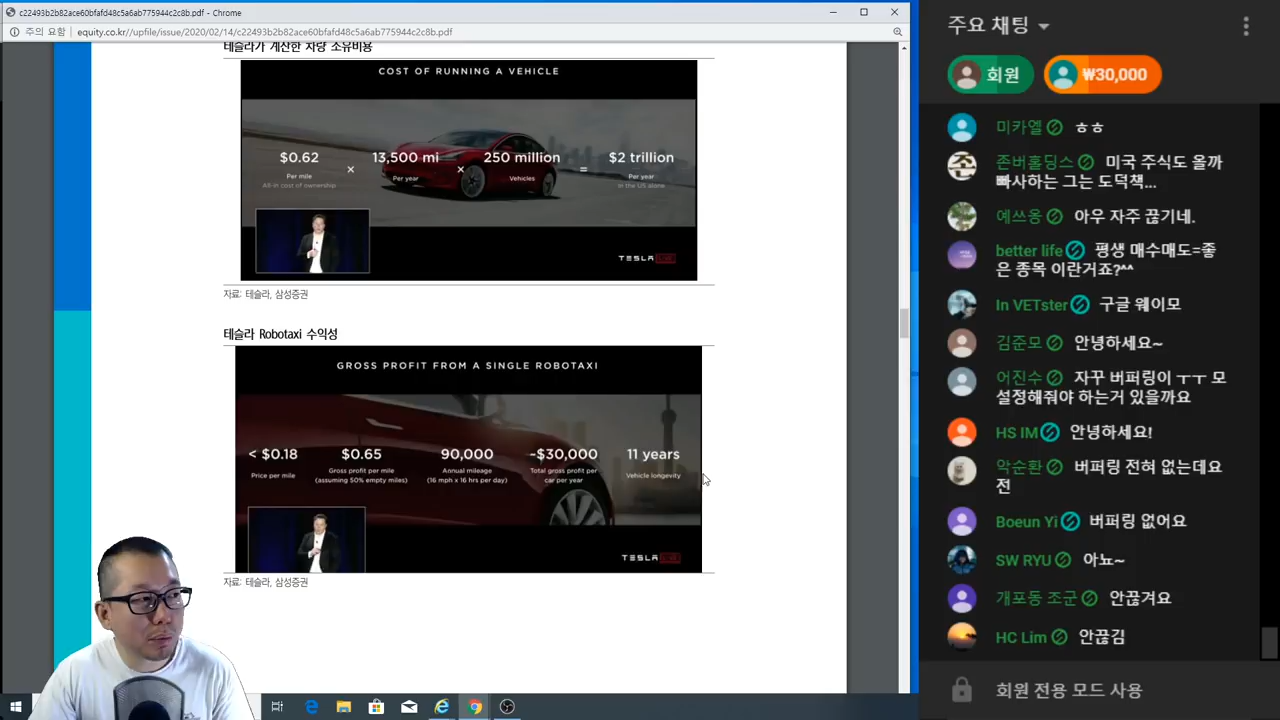 c22493b2b82ace60bfafd48c5a6ab775944c2c8b.pdf - Chrome
주의 요함
equity.co.kr//upfile/issue/2020/02/14/c22493b2b82ace60bfafd48c5a6ab775944c2c8b.pdf
테슬라가 계산한 차량 소유비용
COST OF RUNNING A VEHICLE
$0.62 × 13,500 mi × 250 million = $2 trillion
Per mile Per year Vehicles Per year
All-in cost of ownership in the US alone
TESLA LIVE
자료: 테슬라, 삼성증권
테슬라 Robotaxi 수익성
GROSS PROFIT FROM A SINGLE ROBOTAXI
< $0.18 $0.65 90,000 ~$30,000 11 years
Price per mile Gross profit per mile Annual mileage Total gross profit per Vehicle longevity
(assuming 50% empty miles) (16 mph x 16 hrs per day) car per year
TESLA LIVE
자료: 테슬라, 삼성증권
주요 채팅
회원
₩30,000
미카엘 ㅎㅎ
존버홀딩스 미국 주식도 올까
빠사하는 그는 도덕책...
예쓰옹 아우 자주 끊기네.
better life 평생 매수매도=좋
은 종목 이란거죠?^^
In VETster 구글 웨이모
김준모 안녕하세요~
어진수 자꾸 버퍼링이 ㅜㅜ 모
설정해줘야 하는거 있을까요
HS IM 안녕하세요!
악순환 버퍼링 전혀 없는데요
전
Boeun Yi 버퍼링 없어요
SW RYU 아뇨~
개포동 조군 안끊겨요
HC Lim 안끊김
회원 전용 모드 사용